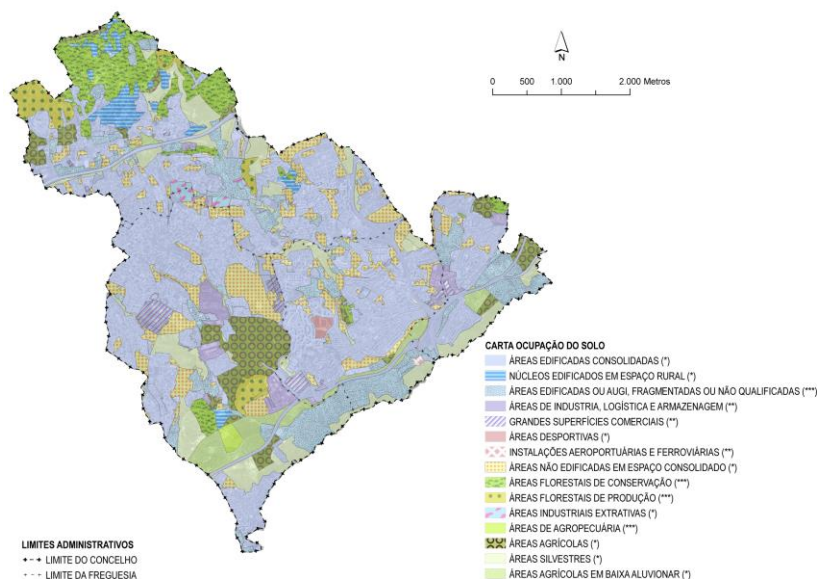 N
0 500 1.000 2.000 Metros
CARTA OCUPAÇÃO DO SOLO
ÁREAS EDIFICADAS CONSOLIDADAS (*)
NÚCLEOS EDIFICADOS EM ESPAÇO RURAL (*)
ÁREAS EDIFICADAS OU AUGI, FRAGMENTADAS OU NÃO QUALIFICADAS (***)
ÁREAS DE INDUSTRIA, LOGÍSTICA E ARMAZENAGEM (**)
GRANDES SUPERFÍCIES COMERCIAIS (**)
ÁREAS DESPORTIVAS (*)
INSTALAÇÕES AEROPORTUÁRIAS E FERROVIÁRIAS (**)
ÁREAS NÃO EDIFICADAS EM ESPAÇO CONSOLIDADO (*)
ÁREAS FLORESTAIS DE CONSERVAÇÃO (***)
ÁREAS FLORESTAIS DE PRODUÇÃO (***)
ÁREAS INDUSTRIAIS EXTRATIVAS (*)
ÁREAS DE AGROPECUÁRIA (***)
ÁREAS AGRÍCOLAS (*)
ÁREAS SILVESTRES (*)
ÁREAS AGRÍCOLAS EM BAIXA ALUVIONAR (*)
LIMITES ADMINISTRATIVOS
LIMITE DO CONCELHO
LIMITE DA FREGUESIA